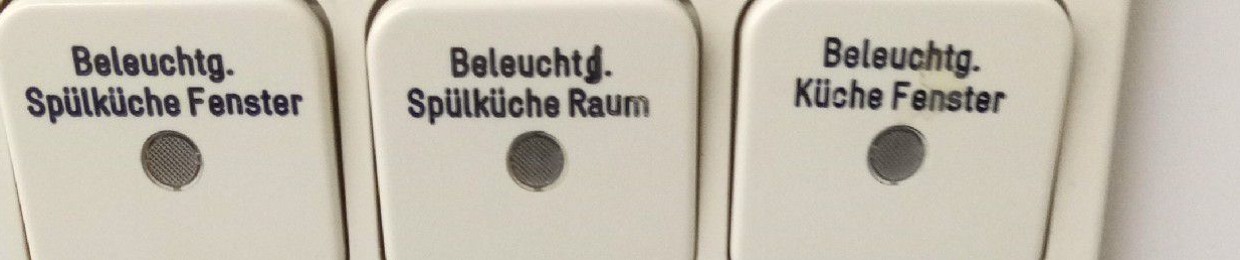 Beleuchtg.
Spülküche Fenster
Beleuchtg.
Spülküche Raum
Beleuchtg.
Küche Fenster